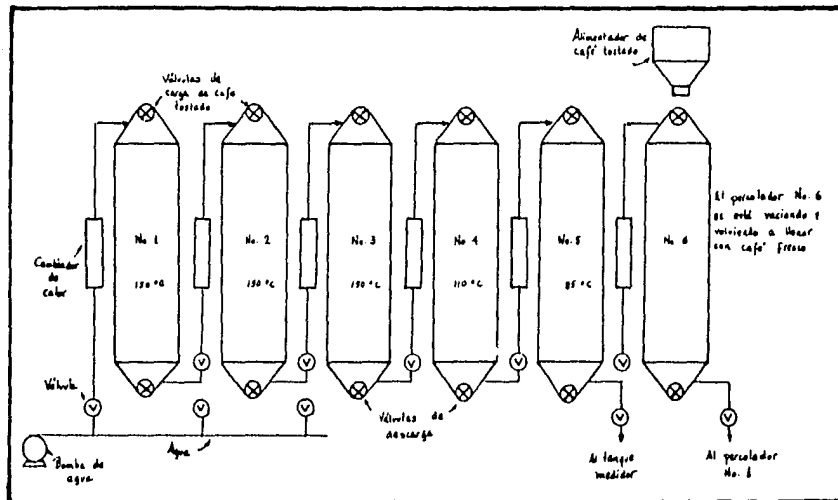 Alimentador de
café tostado
Válvulas de
carga de café
tostado
No. 1
150 °C
No. 2
150 °C
No. 3
150 °C
No. 4
110 °C
No. 5
85 °C
No. 6
El percolador No. 6
se está vaciando y
volviendo a llenar
con café fresco
Cambiador
de
calor
Válvula
V
V
V
V
V
V
V
V
V
V
Bomba de
agua
Agua
Válvulas de
descarga
Al tanque
medidor
Al percolador
No. 6